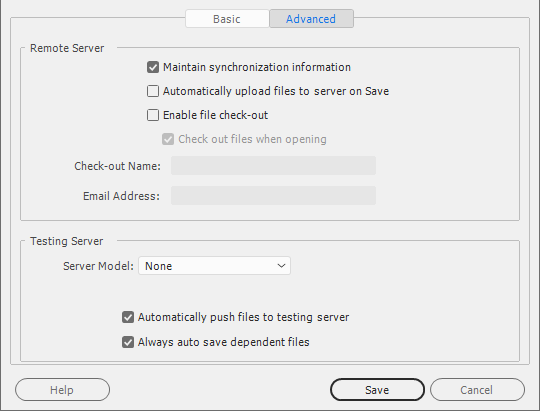 Basic
Advanced
Remote Server
Maintain synchronization information
Automatically upload files to server on Save
Enable file check-out
Check out files when opening
Check-out Name:
Email Address:
Testing Server
Server Model: None
Automatically push files to testing server
Always auto save dependent files
Help
Save
Cancel